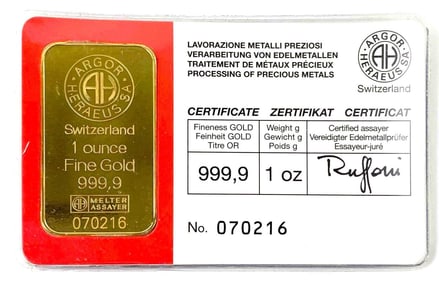 ARGOR
AH
HERAEUS SA
Switzerland
1 ounce
Fine Gold
999,9
AH MELTER
ASSAYER
070216
LAVORAZIONE METALLI PREZIOSI
VERARBEITUNG VON EDELMETALLEN
TRAITEMENT DE MÉTAUX PRÉCIEUX
PROCESSING OF PRECIOUS METALS
ARGOR
AH
HERAEUS SA
Switzerland
CERTIFICATE ZERTIFIKAT CERTIFICAT
Fineness GOLD
Feinheit GOLD
Titre OR
Weight g
Gewicht g
Poids g
Certified assayer
Vereidigter Edelmetallprüfer
Essayeur-juré
999,9
1 oz
Ruffoni
No. 070216